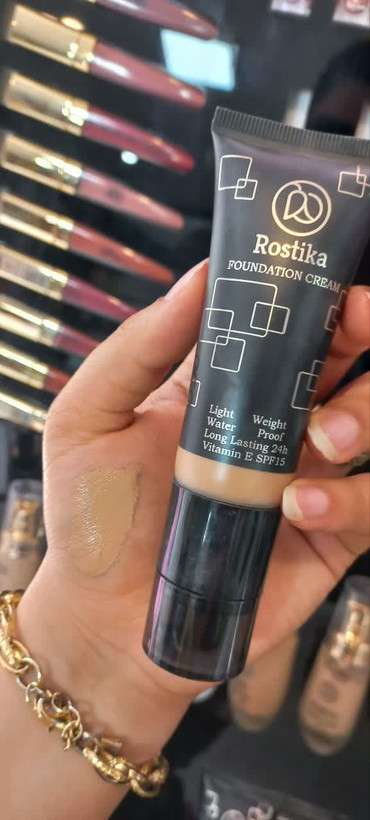 Rostika
FOUNDATION CREAM
Light Weight
Water Proof
Long Lasting 24h
Vitamin E SPF15